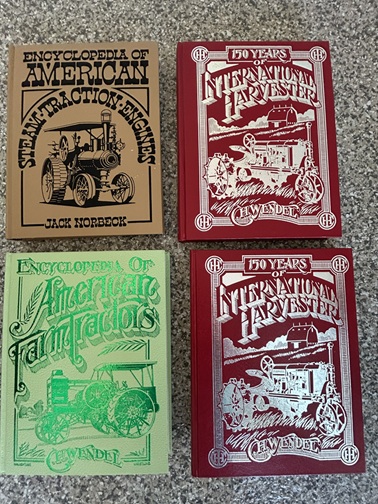 ENCYCLOPEDIA OF
AMERICAN
STEAM·TRACTION·ENGINES
JACK NORBECK
150 YEARS
OF
INTERNATIONAL
HARVESTER
C.H. WENDEL
ENCYCLOPEDIA OF
American
Farm Tractors
C.H. WENDEL
150 YEARS
OF
INTERNATIONAL
HARVESTER
C.H. WENDEL